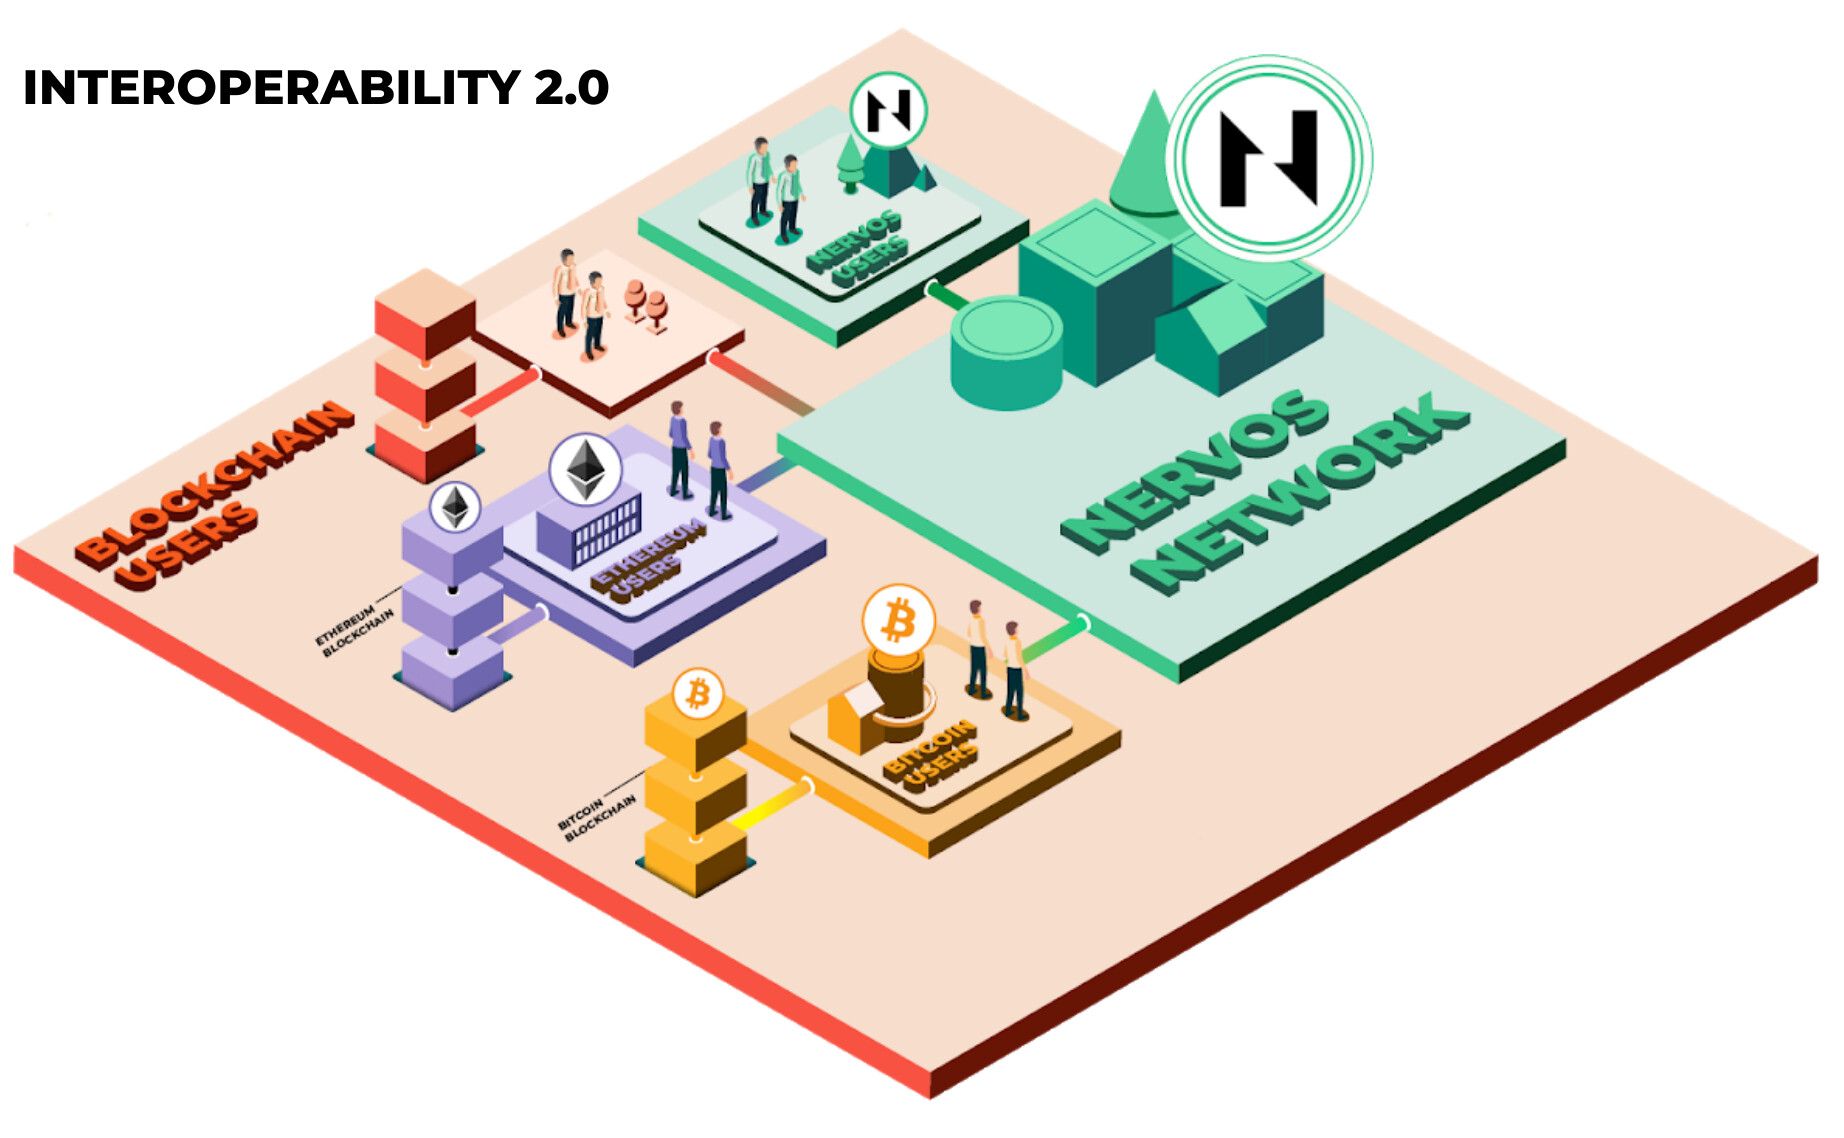 INTEROPERABILITY 2.0
NERVOS
USERS
BLOCKCHAIN
USERS
NERVOS
NETWORK
ETHEREUM
USERS
ETHEREUM
BLOCKCHAIN
BITCOIN
USERS
BITCOIN
BLOCKCHAIN